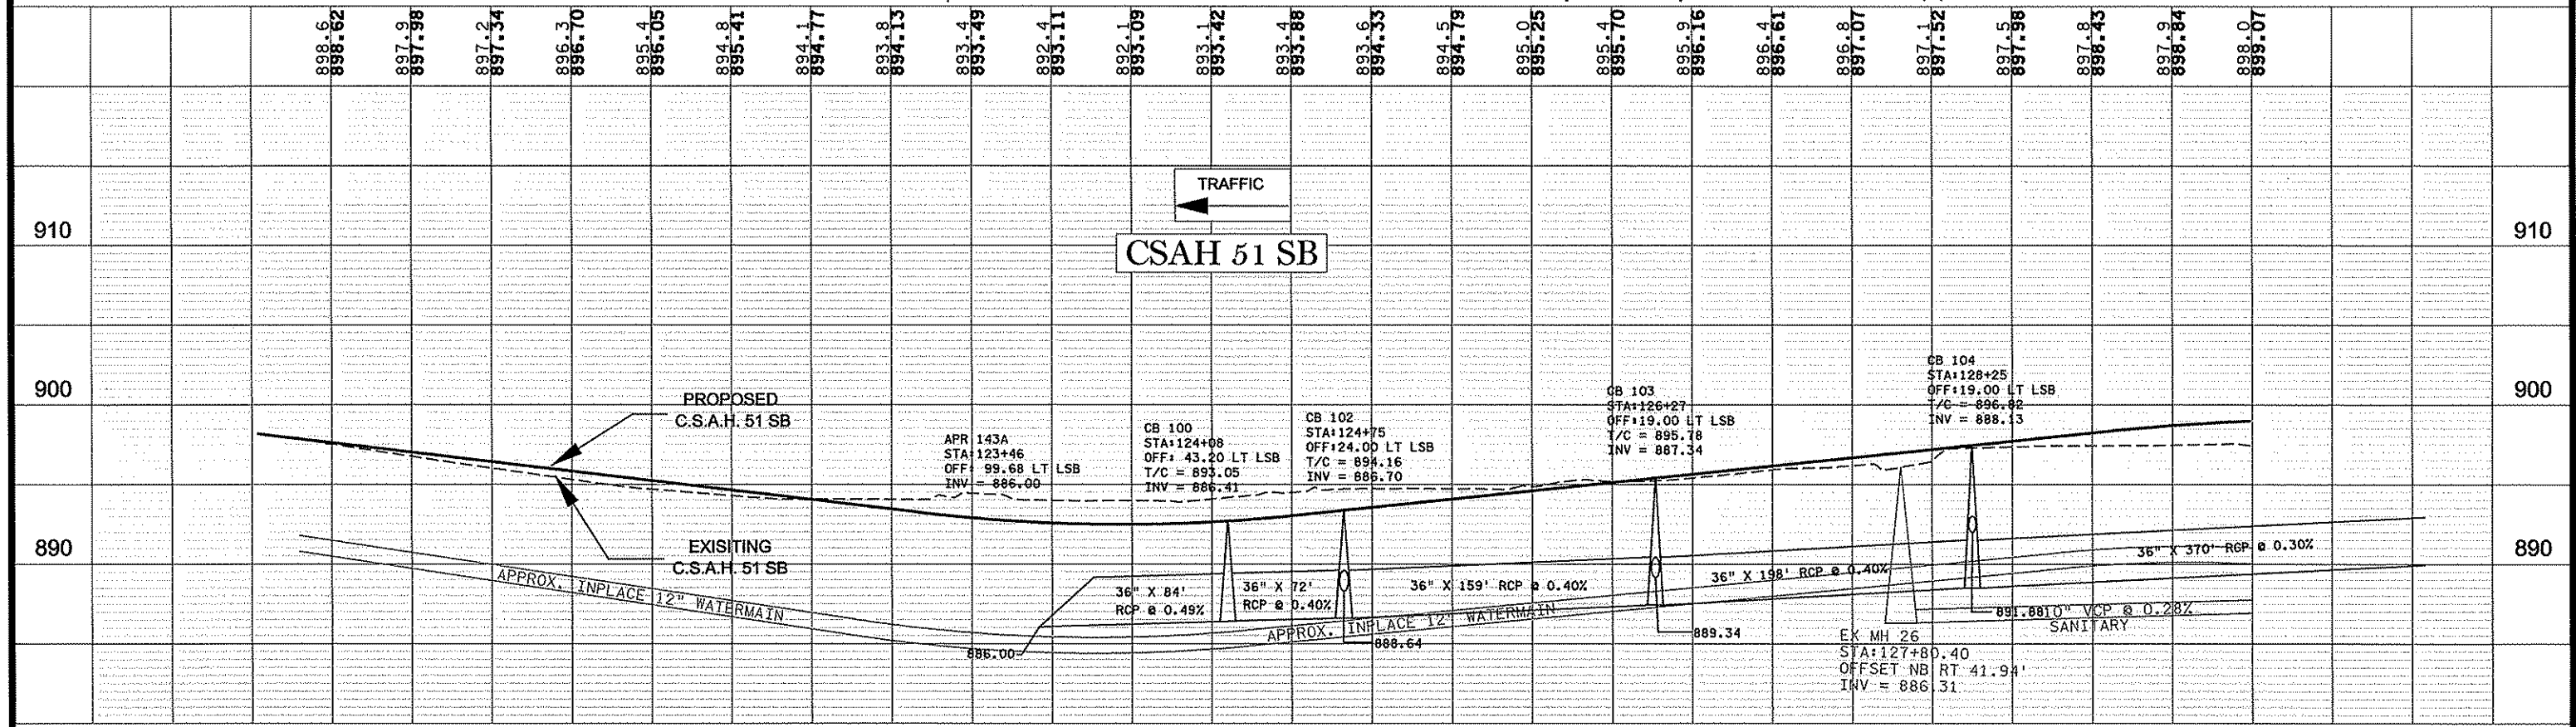 898.6
898.62
897.9
897.98
897.2
897.34
896.3
896.70
895.4
896.05
894.8
895.41
894.1
894.77
893.8
894.13
893.4
893.49
892.4
893.11
892.1
893.09
893.1
893.42
893.4
893.88
893.6
894.33
894.5
894.79
895.0
895.25
895.4
895.70
895.9
896.16
896.4
896.61
896.8
897.07
897.1
897.52
897.5
897.98
897.8
898.43
897.9
898.84
898.0
899.07
TRAFFIC
910
CSAH 51 SB
910
900
900
890
890
PROPOSED
C.S.A.H. 51 SB
EXISITING
C.S.A.H. 51 SB
APR 143A
STA:123+46
OFF: 99.68 LT LSB
INV = 886.00
CB 100
STA:124+08
OFF: 43.20 LT LSB
T/C = 893.05
INV = 886.41
CB 102
STA:124+75
OFF:24.00 LT LSB
T/C = 894.16
INV = 886.70
CB 103
STA:126+27
OFF:19.00 LT LSB
T/C = 895.78
INV = 887.34
CB 104
STA:128+25
OFF:19.00 LT LSB
T/C = 896.82
INV = 888.13
APPROX. INPLACE 12" WATERMAIN
886.00
36" X 84'
RCP @ 0.49%
36" X 72'
RCP @ 0.40%
36" X 159' RCP @ 0.40%
36" X 198' RCP @ 0.40%
36" X 370' RCP @ 0.30%
APPROX. INPLACE 12" WATERMAIN
888.64
889.34
891.8810" VCP @ 0.28%
SANITARY
EX MH 26
STA:127+80.40
OFFSET NB RT 41.94'
INV = 886.31